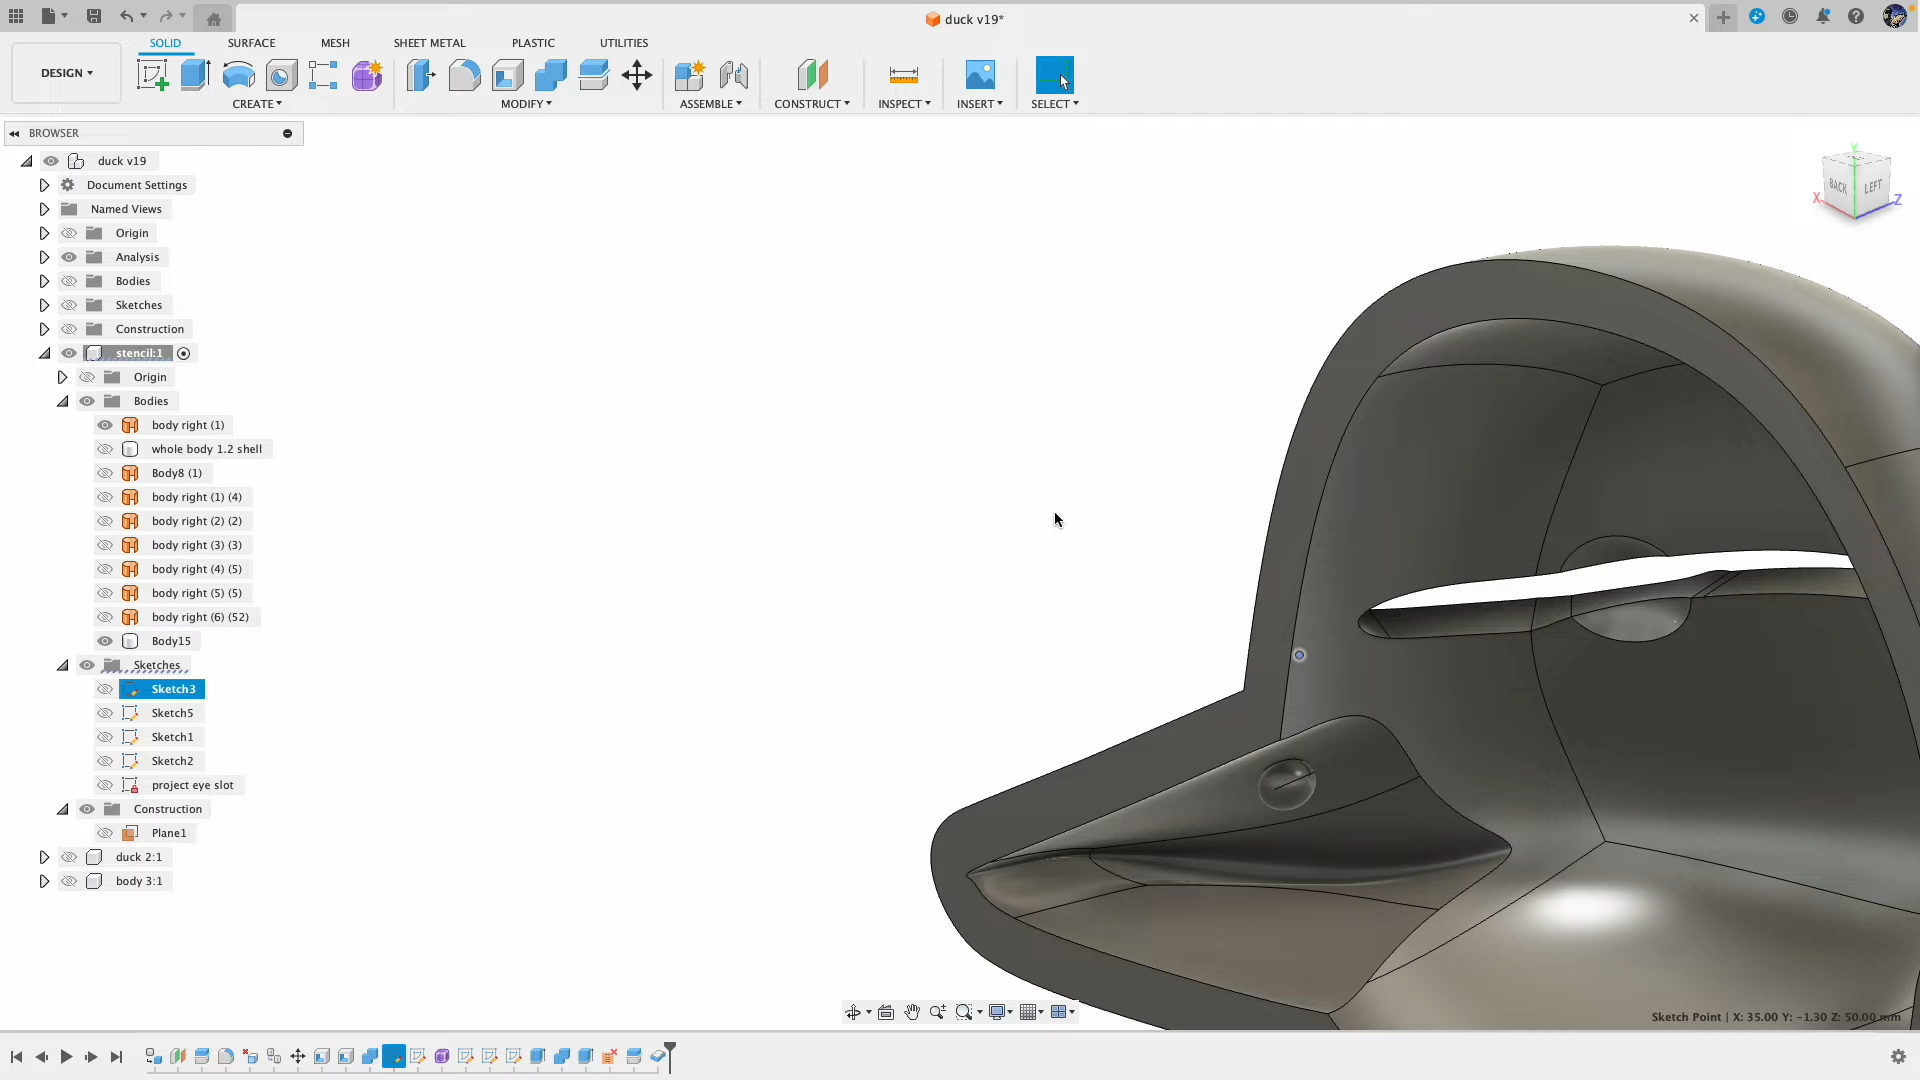 duck v19*
SOLID SURFACE MESH SHEET METAL PLASTIC UTILITIES
DESIGN
CREATE MODIFY ASSEMBLE CONSTRUCT INSPECT INSERT SELECT
BROWSER
duck v19
Document Settings
Named Views
Origin
Analysis
Bodies
Sketches
Construction
stencil:1
Origin
Bodies
body right (1)
whole body 1.2 shell
Body8 (1)
body right (1) (4)
body right (2) (2)
body right (3) (3)
body right (4) (5)
body right (5) (5)
body right (6) (52)
Body15
Sketches
Sketch3
Sketch5
Sketch1
Sketch2
project eye slot
Construction
Plane1
duck 2:1
body 3:1
Y
BACK LEFT
X Z
Sketch Point | X: 35.00 Y: -1.30 Z: 50.00 mm